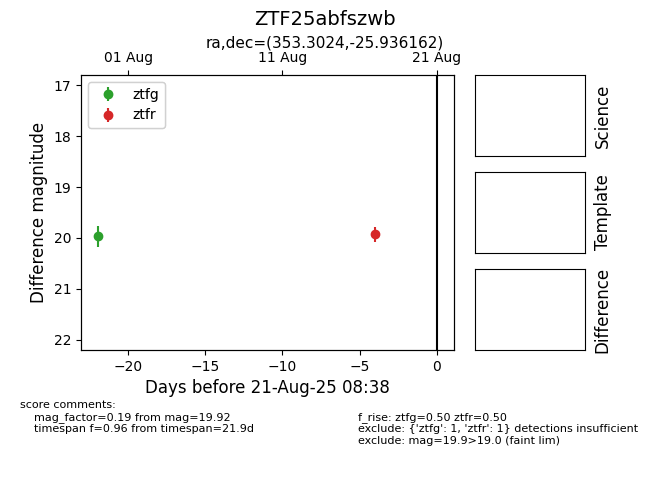 ZTF25abfszwb
ra,dec=(353.3024,-25.936162)
01 Aug 11 Aug 21 Aug
ztfg
ztfr
17
18
19
20
21
22
Difference magnitude
−20 −15 −10 −5 0
Days before 21-Aug-25 08:38
Science
Template
Difference
score comments:
mag_factor=0.19 from mag=19.92
timespan f=0.96 from timespan=21.9d
f_rise: ztfg=0.50 ztfr=0.50
exclude: {'ztfg': 1, 'ztfr': 1} detections insufficient
exclude: mag=19.9>19.0 (faint lim)